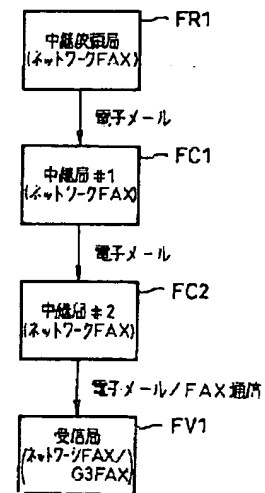 中継依頼局
(ネットワークFAX)
FR1
電子メール
中継局#1
(ネットワークFAX)
FC1
電子メール
中継局#2
(ネットワークFAX)
FC2
電子メール/FAX通信
受信局
(ネットワークFAX/
G3FAX)
FV1